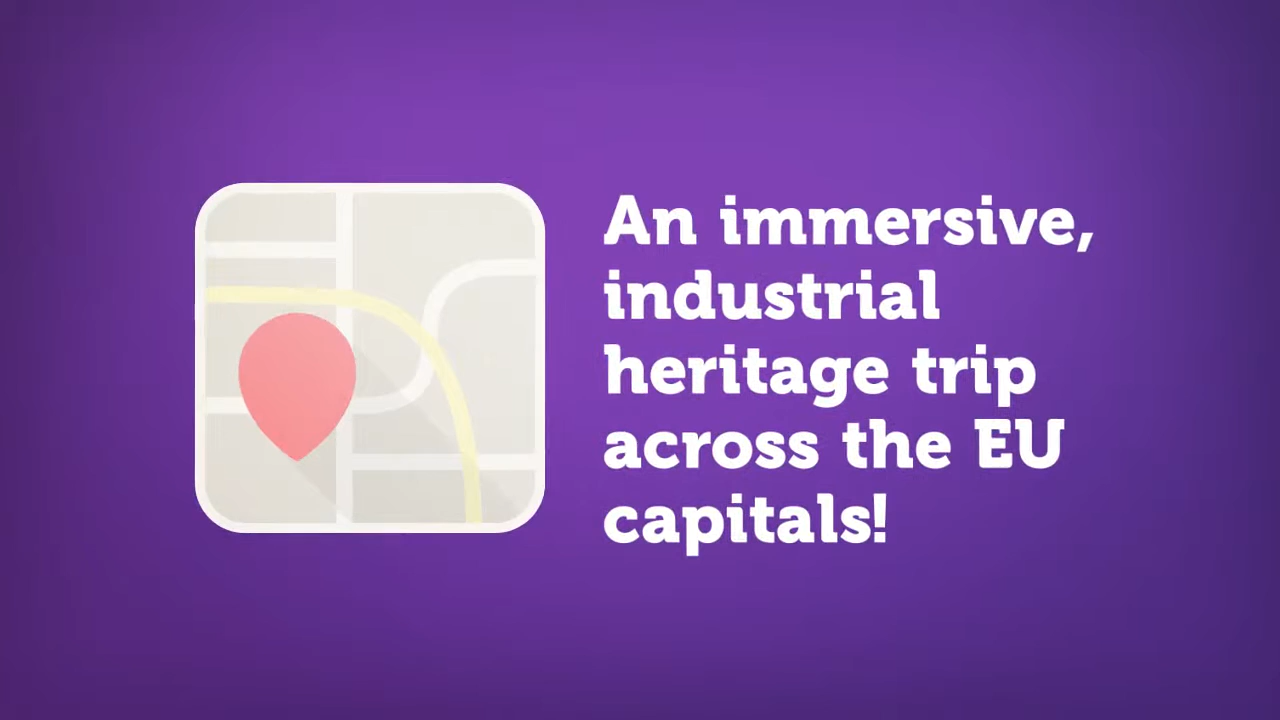 An immersive,
industrial
heritage trip
across the EU
capitals!